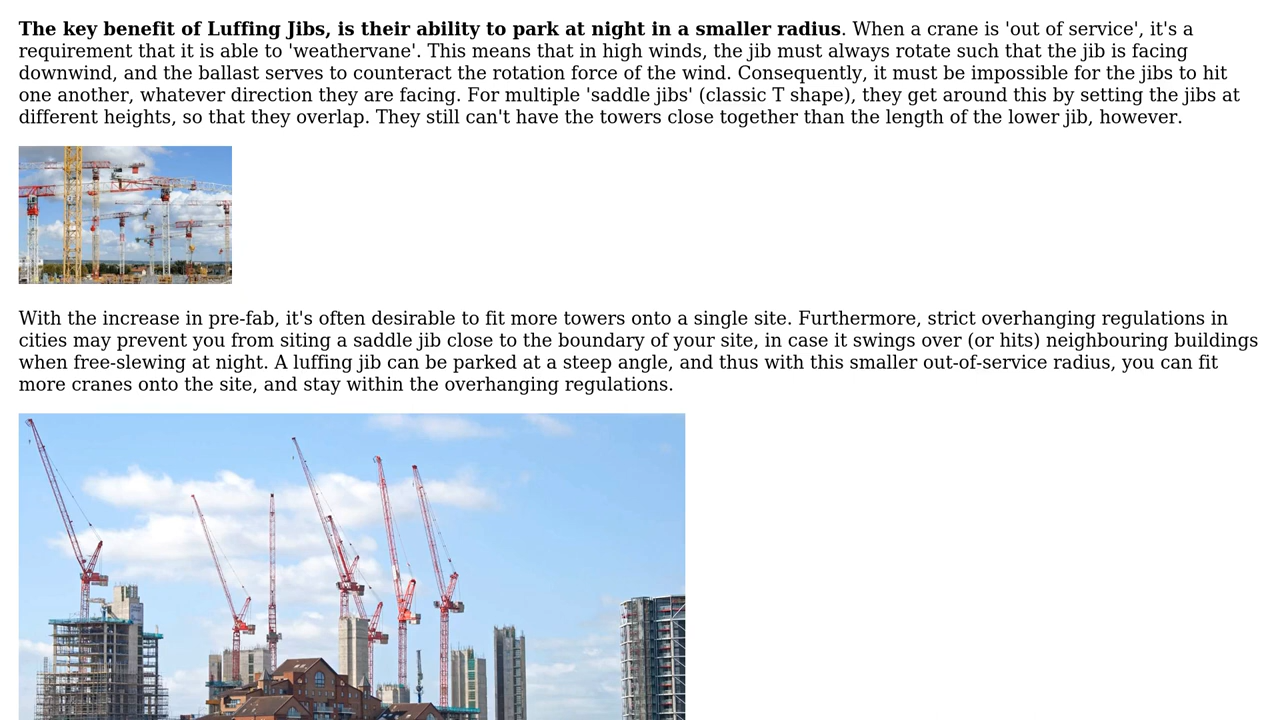 The key benefit of Luffing Jibs, is their ability to park at night in a smaller radius. When a crane is 'out of service', it's a
requirement that it is able to 'weathervane'. This means that in high winds, the jib must always rotate such that the jib is facing
downwind, and the ballast serves to counteract the rotation force of the wind. Consequently, it must be impossible for the jibs to hit
one another, whatever direction they are facing. For multiple 'saddle jibs' (classic T shape), they get around this by setting the jibs at
different heights, so that they overlap. They still can't have the towers close together than the length of the lower jib, however.
With the increase in pre-fab, it's often desirable to fit more towers onto a single site. Furthermore, strict overhanging regulations in
cities may prevent you from siting a saddle jib close to the boundary of your site, in case it swings over (or hits) neighbouring buildings
when free-slewing at night. A luffing jib can be parked at a steep angle, and thus with this smaller out-of-service radius, you can fit
more cranes onto the site, and stay within the overhanging regulations.